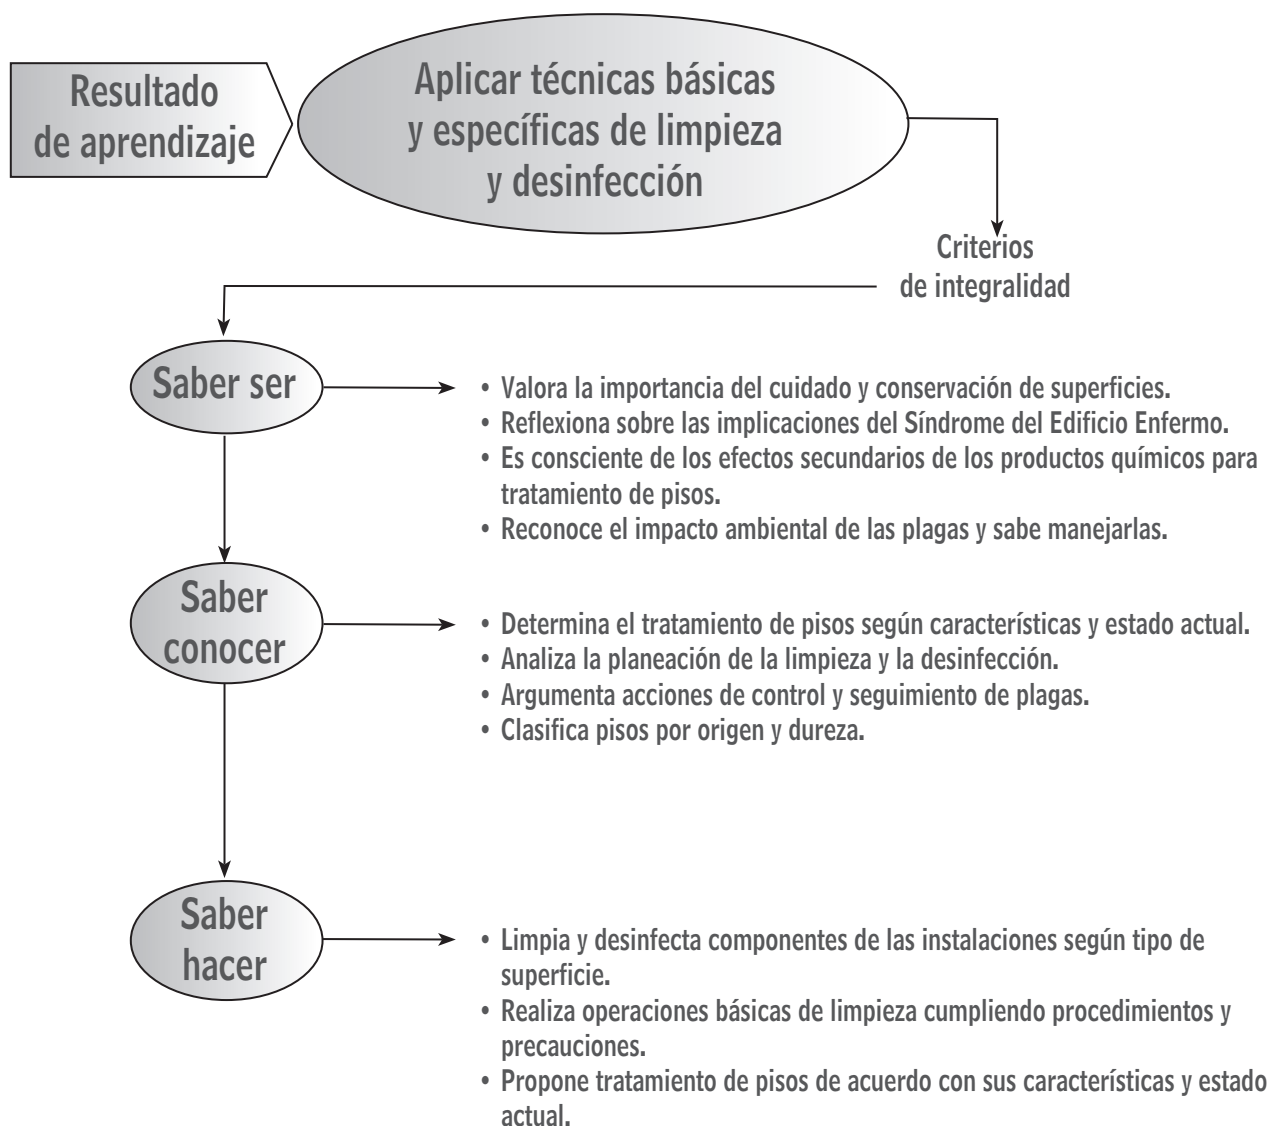 Resultado
de aprendizaje
Aplicar técnicas básicas
y específicas de limpieza
y desinfección
Criterios
de integralidad
Saber ser
• Valora la importancia del cuidado y conservación de superficies.
• Reflexiona sobre las implicaciones del Síndrome del Edificio Enfermo.
• Es consciente de los efectos secundarios de los productos químicos para
tratamiento de pisos.
• Reconoce el impacto ambiental de las plagas y sabe manejarlas.
Saber
conocer
• Determina el tratamiento de pisos según características y estado actual.
• Analiza la planeación de la limpieza y la desinfección.
• Argumenta acciones de control y seguimiento de plagas.
• Clasifica pisos por origen y dureza.
Saber
hacer
• Limpia y desinfecta componentes de las instalaciones según tipo de
superficie.
• Realiza operaciones básicas de limpieza cumpliendo procedimientos y
precauciones.
• Propone tratamiento de pisos de acuerdo con sus características y estado
actual.